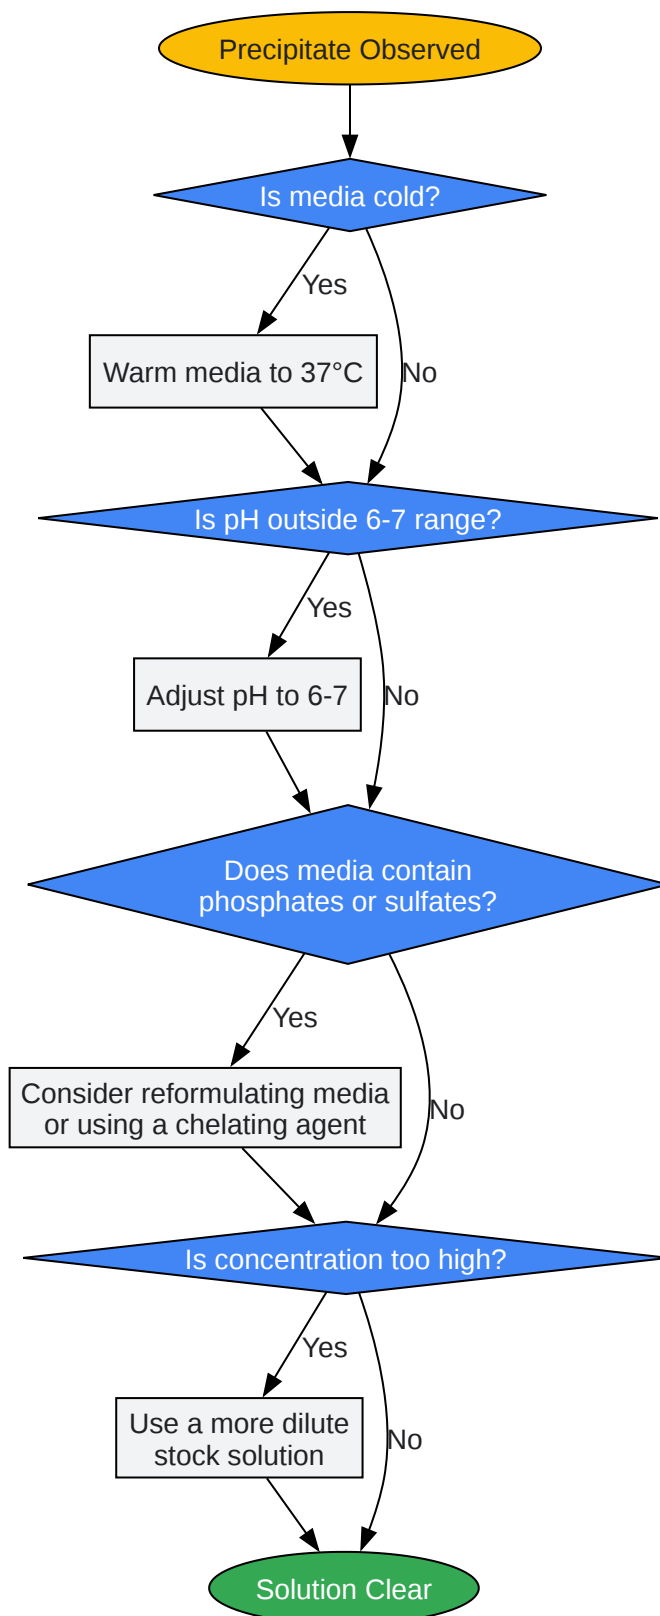 Precipitate Observed
Is media cold?
Yes
Warm media to 37°C
No
Is pH outside 6-7 range?
Yes
Adjust pH to 6-7
No
Does media contain
phosphates or sulfates?
Yes
Consider reformulating media
or using a chelating agent
No
Is concentration too high?
Yes
Use a more dilute
stock solution
No
Solution Clear